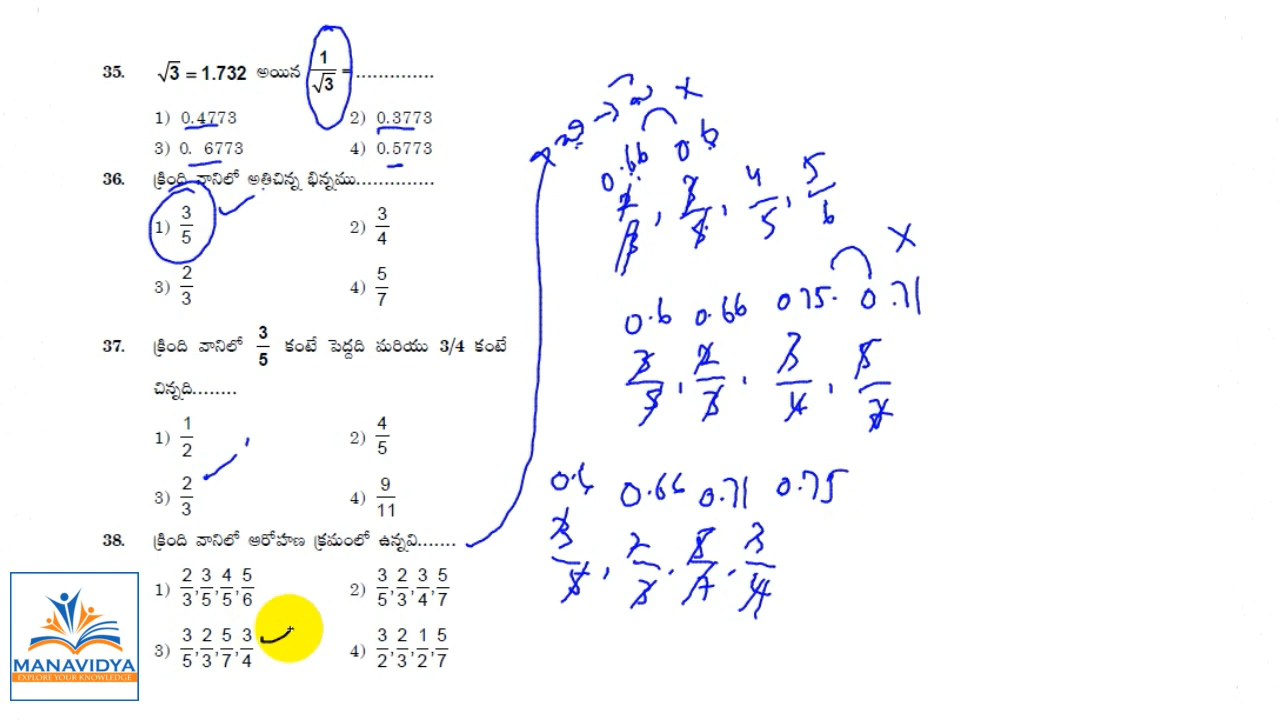 35. √3 = 1.732 అయిన 1/√3 = ..............
1) 0.4773 2) 0.3773
3) 0. 6773 4) 0.5773
36. క్రింది వానిలో అతిచిన్న భిన్నము..............
1) 3/5 2) 3/4
3) 2/3 4) 5/7
37. క్రింది వానిలో 3/5 కంటే పెద్దది మరియు 3/4 కంటే
చిన్నది........
1) 1/2 2) 4/5
3) 2/3 4) 9/11
38. క్రింది వానిలో ఆరోహణ క్రమంలో ఉన్నవి.......
1) 2/3, 3/5, 4/5, 5/6 2) 3/5, 2/3, 3/4, 5/7
3) 3/5, 2/3, 5/7, 3/4 4) 3/2, 2/3, 1/2, 5/7
MANAVIDYA
EXPLORE YOUR KNOWLEDGE
0.66 0.6
2/3, 3/5, 4/5, 5/6
0.6 0.66 0.75 0.71
3/5, 2/3, 3/4, 5/7
0.6 0.66 0.71 0.75
3/5, 2/3, 5/7, 3/4